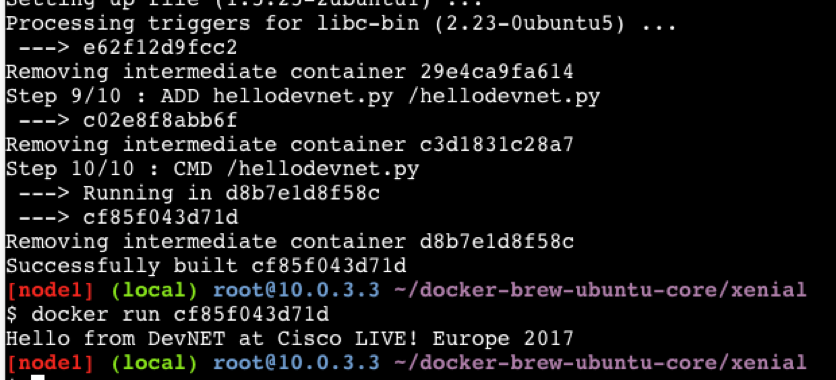 Setting up file (1:5.25-2ubuntu1) ...
Processing triggers for libc-bin (2.23-0ubuntu5) ...
 ---> e62f12d9fcc2
Removing intermediate container 29e4ca9fa614
Step 9/10 : ADD hellodevnet.py /hellodevnet.py
 ---> c02e8f8abb6f
Removing intermediate container c3d1831c28a7
Step 10/10 : CMD /hellodevnet.py
 ---> Running in d8b7e1d8f58c
 ---> cf85f043d71d
Removing intermediate container d8b7e1d8f58c
Successfully built cf85f043d71d
[node1] (local) root@10.0.3.3 ~/docker-brew-ubuntu-core/xenial
$ docker run cf85f043d71d
Hello from DevNET at Cisco LIVE! Europe 2017
[node1] (local) root@10.0.3.3 ~/docker-brew-ubuntu-core/xenial